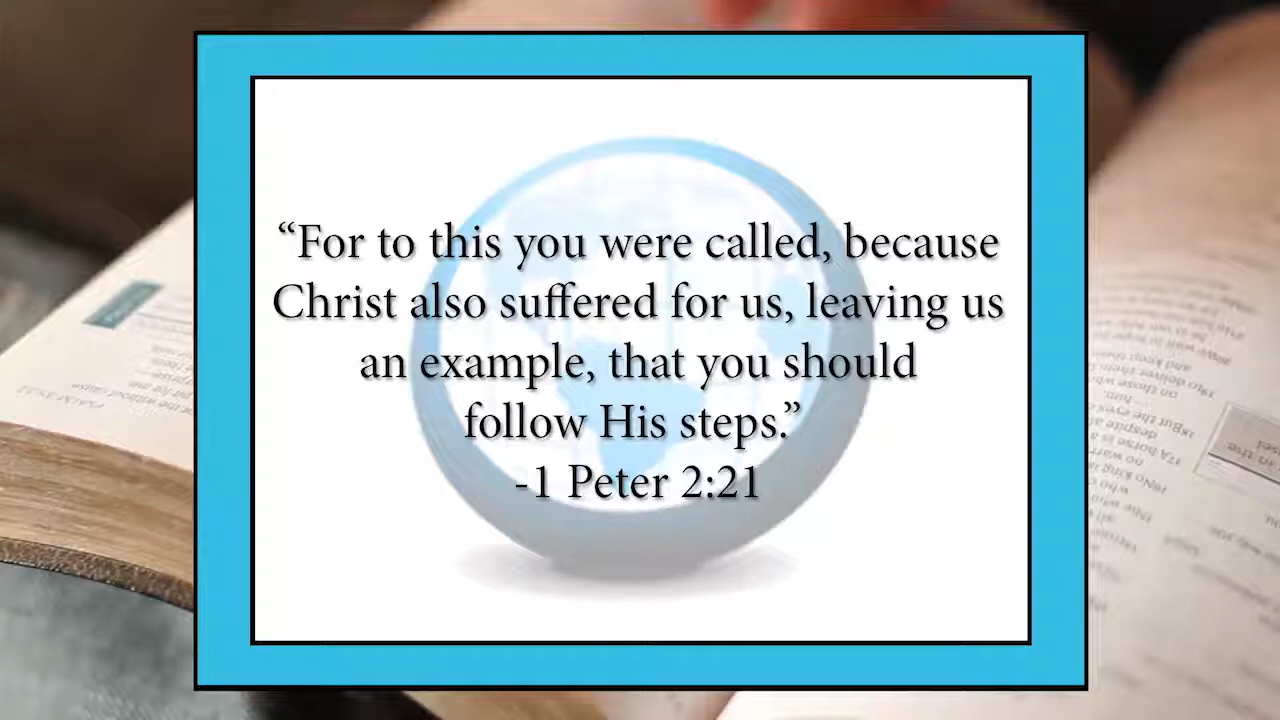 “For to this you were called, because
Christ also suffered for us, leaving us
an example, that you should
follow His steps.”
-1 Peter 2:21